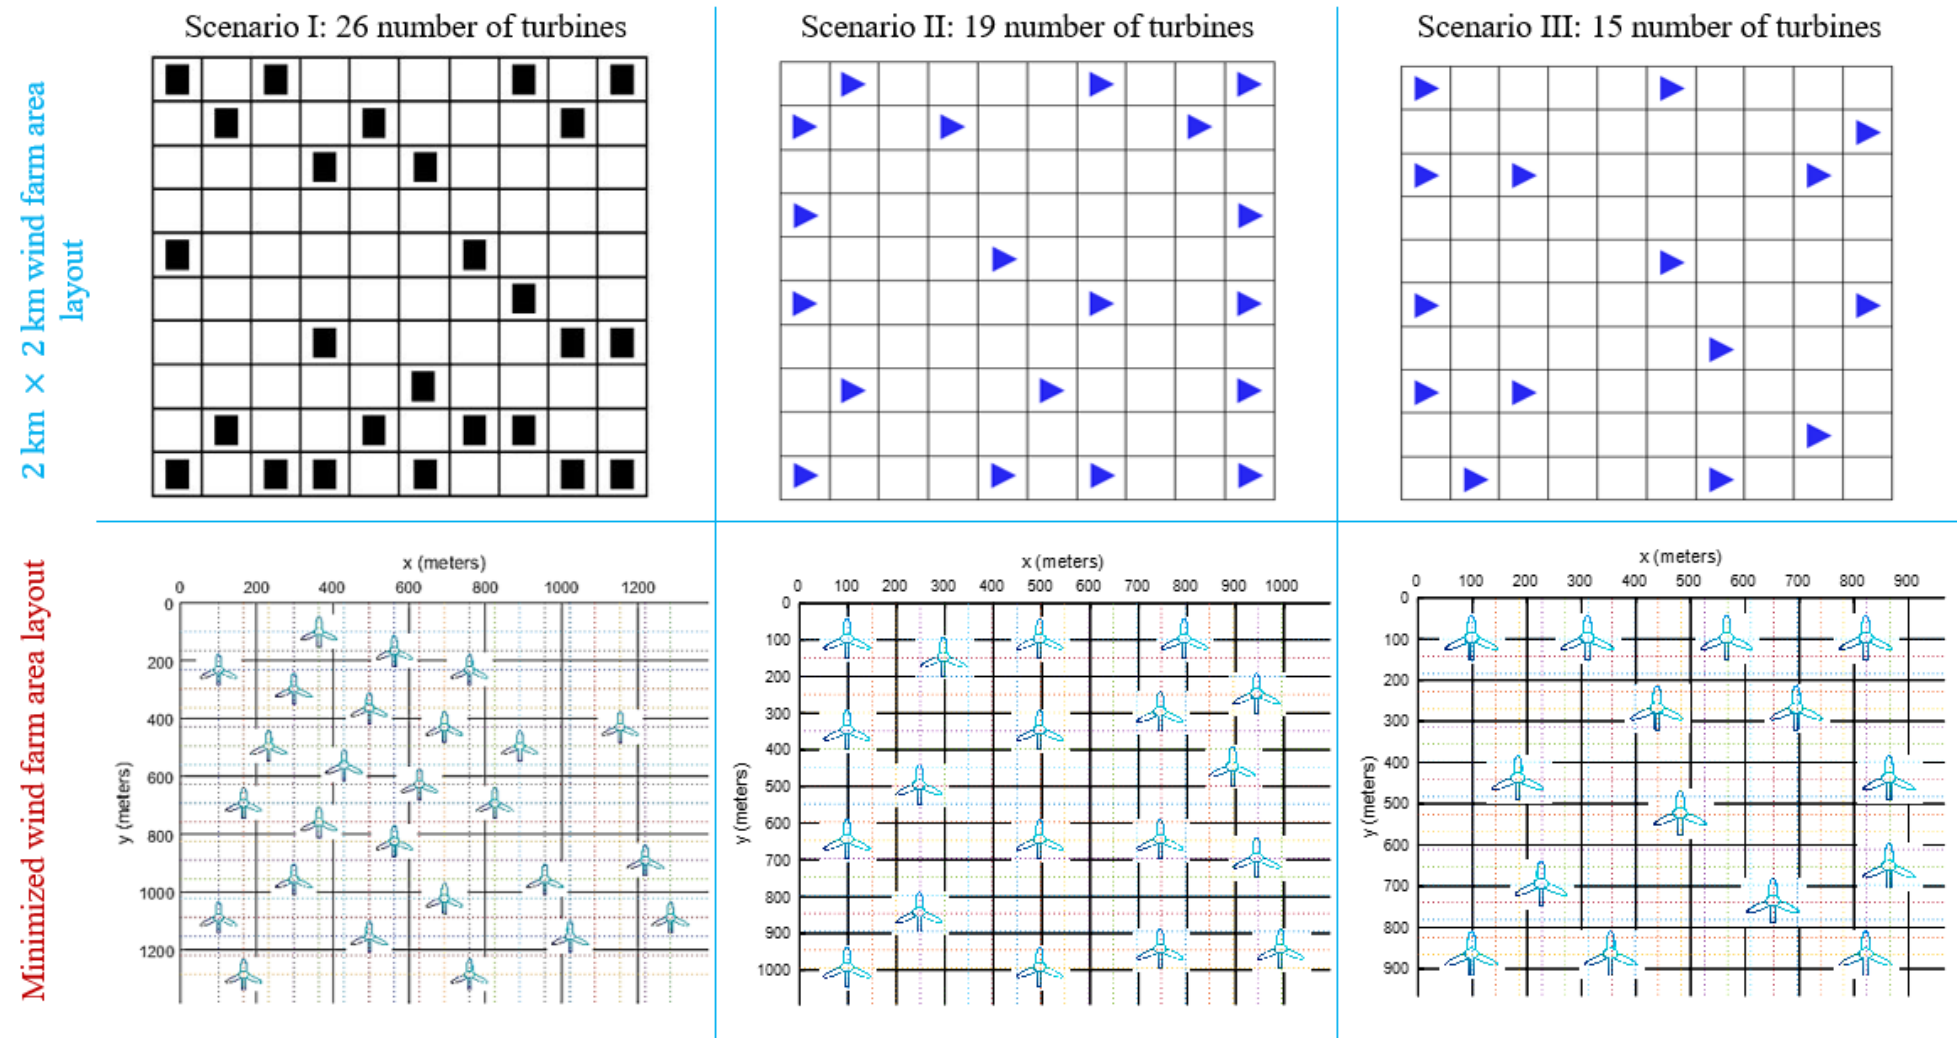 Scenario I: 26 number of turbines
Scenario II: 19 number of turbines
Scenario III: 15 number of turbines
2 km × 2 km wind farm area
layout
Minimized wind farm area layout
x (meters)
0 200 400 600 800 1000 1200
0
200
400
600
800
1000
1200
y (meters)
x (meters)
0 100 200 300 400 500 600 700 800 900 1000
0
100
200
300
400
500
600
700
800
900
1000
y (meters)
x (meters)
0 100 200 300 400 500 600 700 800 900
0
100
200
300
400
500
600
700
800
900
y (meters)